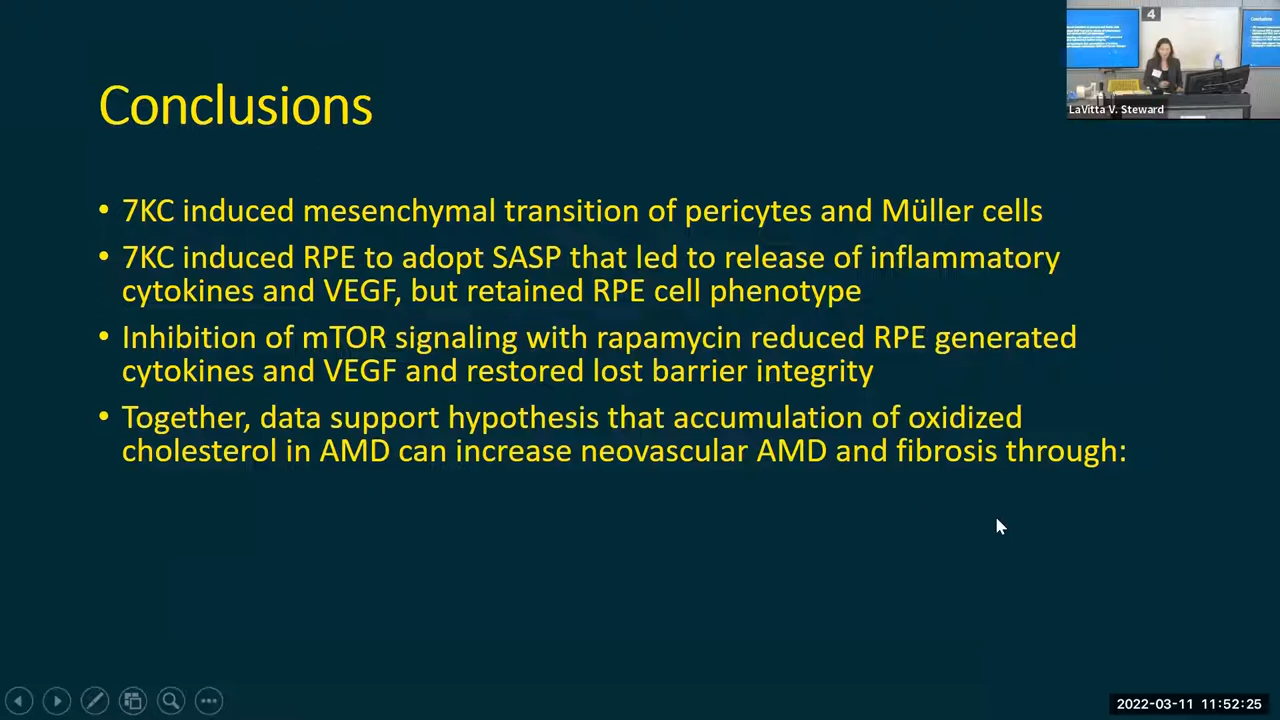 4
LaVitta V. Steward
Conclusions
• 7KC induced mesenchymal transition of pericytes and Müller cells
• 7KC induced RPE to adopt SASP that led to release of inflammatory
cytokines and VEGF, but retained RPE cell phenotype
• Inhibition of mTOR signaling with rapamycin reduced RPE generated
cytokines and VEGF and restored lost barrier integrity
• Together, data support hypothesis that accumulation of oxidized
cholesterol in AMD can increase neovascular AMD and fibrosis through:
2022-03-11 11:52:25